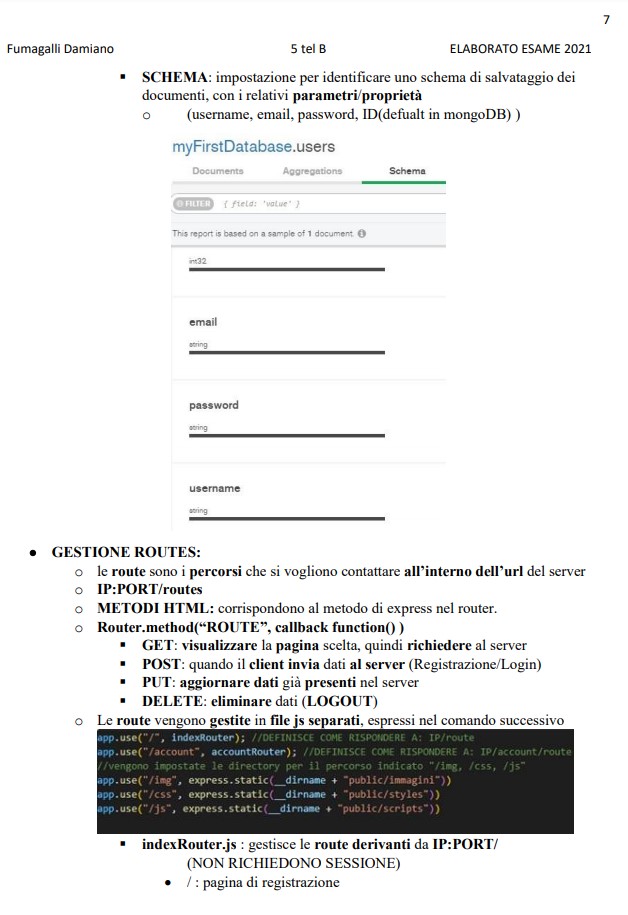 7
Fumagalli Damiano 5 tel B ELABORATO ESAME 2021
▪ SCHEMA: impostazione per identificare uno schema di salvataggio dei
documenti, con i relativi parametri/proprietà
o (username, email, password, ID(defualt in mongoDB) )
myFirstDatabase.users
Documents Aggregations Schema
FILTER { field: 'value' }
This report is based on a sample of 1 document.
int32
email
string
password
string
username
string
• GESTIONE ROUTES:
o le route sono i percorsi che si vogliono contattare all’interno dell’url del server
o IP:PORT/routes
o METODI HTML: corrispondono al metodo di express nel router.
o Router.method(“ROUTE”, callback function() )
▪ GET: visualizzare la pagina scelta, quindi richiedere al server
▪ POST: quando il client invia dati al server (Registrazione/Login)
▪ PUT: aggiornare dati già presenti nel server
▪ DELETE: eliminare dati (LOGOUT)
o Le route vengono gestite in file js separati, espressi nel comando successivo
app.use("/", indexRouter); //DEFINISCE COME RISPONDERE A: IP/route
app.use("/account", accountRouter); //DEFINISCE COME RISPONDERE A: IP/account/route
//vengono impostate le directory per il percorso indicato "/img, /css, /js"
app.use("/img", express.static(__dirname + "public/immagini"))
app.use("/css", express.static(__dirname + "public/styles"))
app.use("/js", express.static(__dirname + "public/scripts"))
▪ indexRouter.js : gestisce le route derivanti da IP:PORT/
(NON RICHIEDONO SESSIONE)
• / : pagina di registrazione